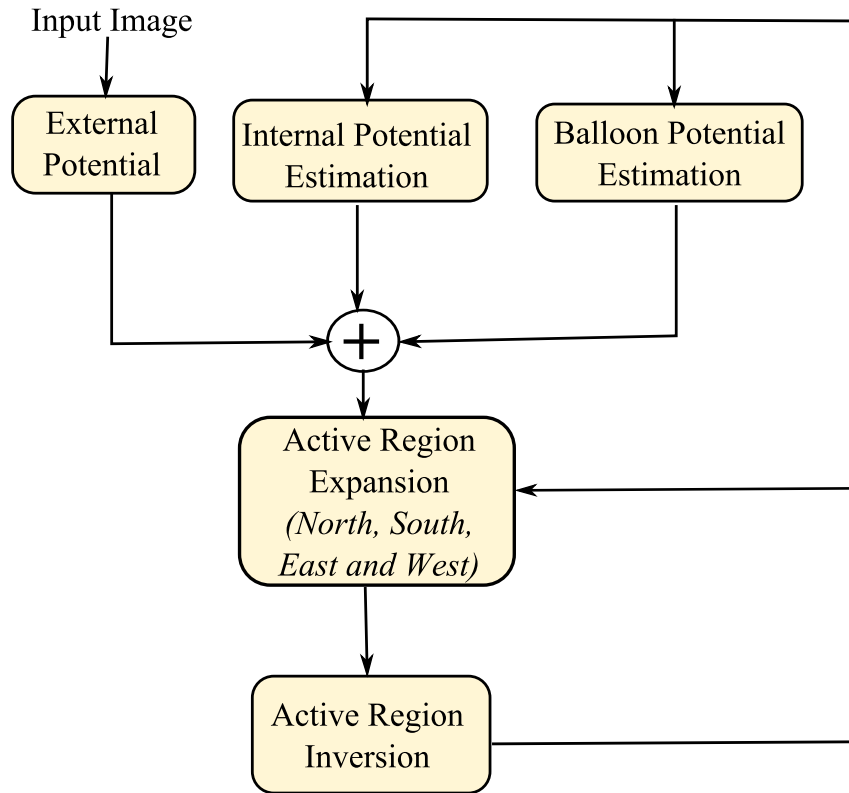 Input Image
External
Potential
Internal Potential
Estimation
Balloon Potential
Estimation
+
Active Region
Expansion
(North, South,
East and West)
Active Region
Inversion